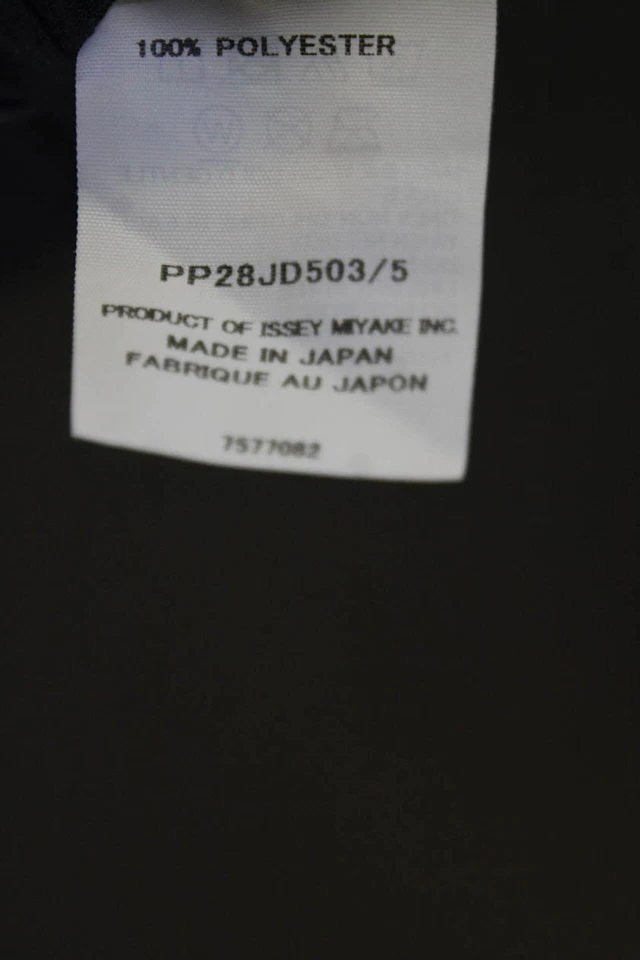 100% POLYESTER
PP28JD503/5
PRODUCT OF ISSEY MIYAKE INC.
MADE IN JAPAN
FABRIQUE AU JAPON
7577082